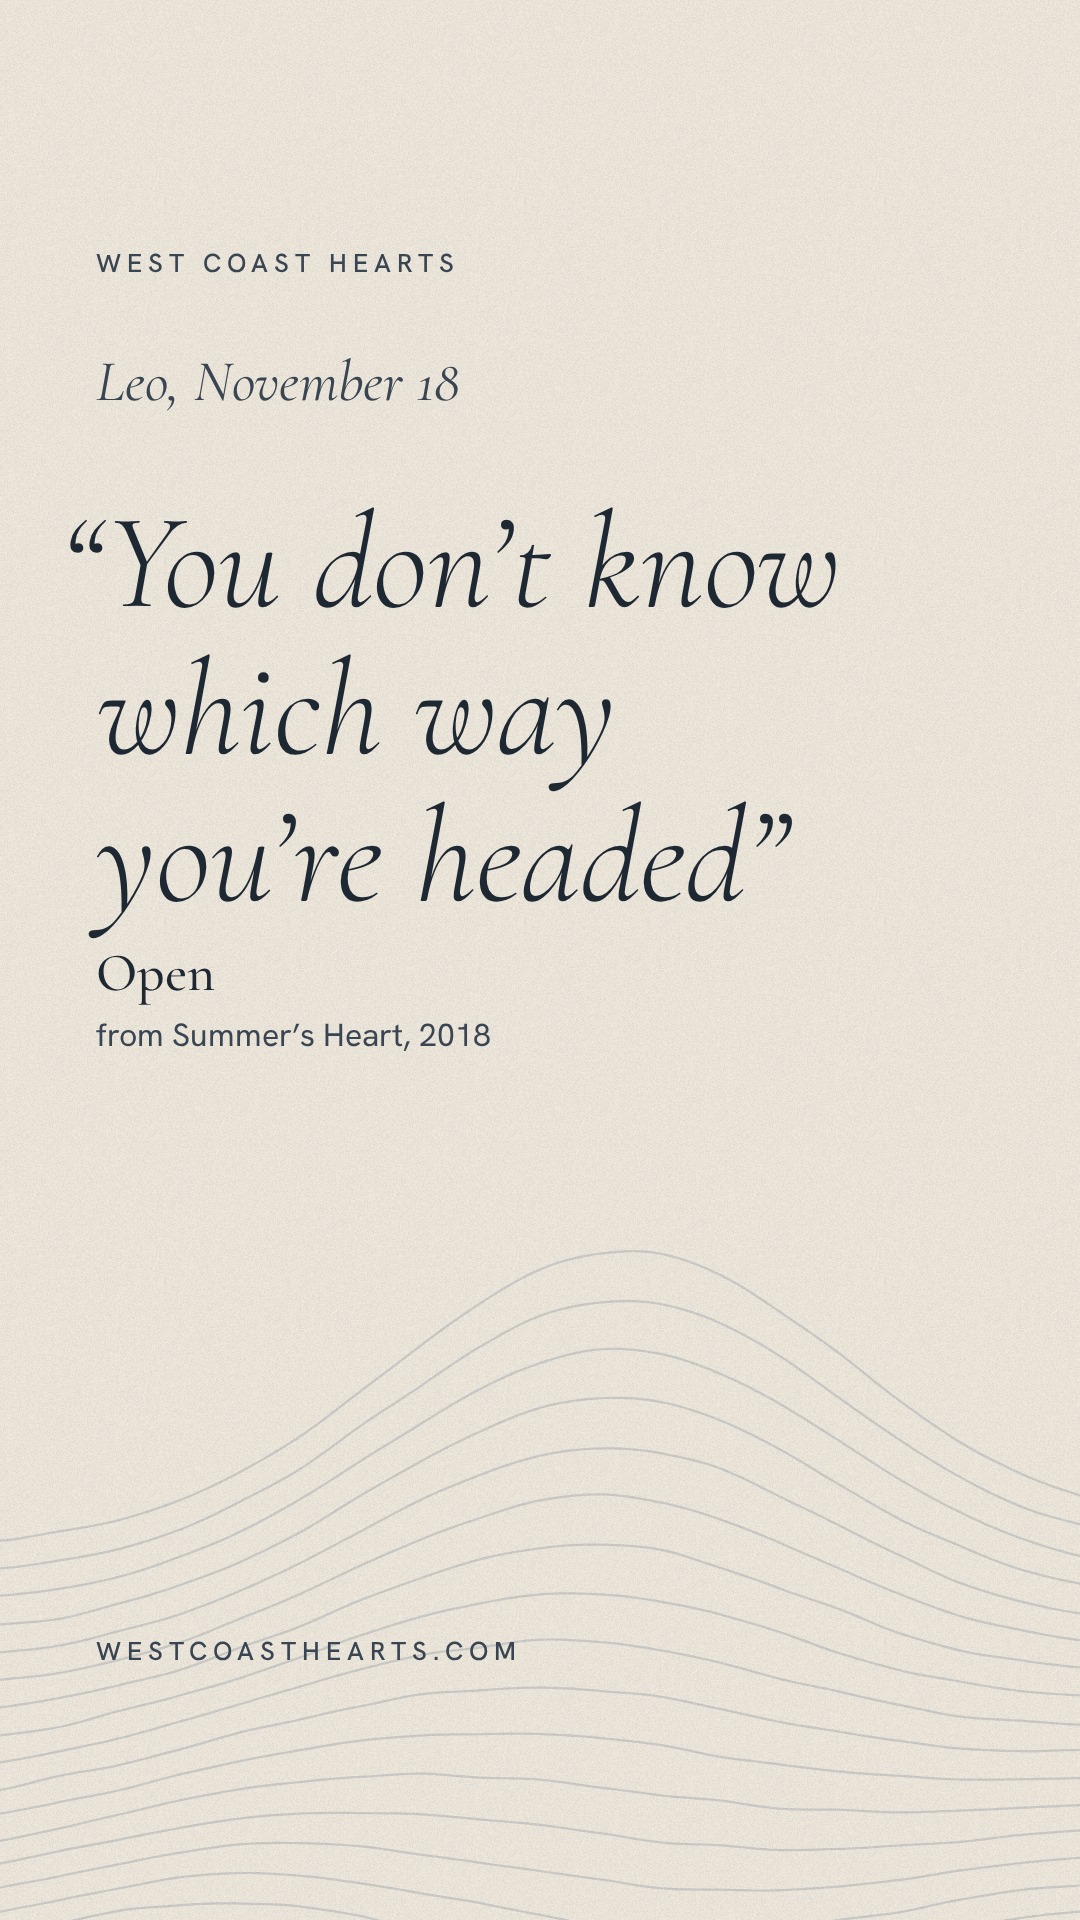 WEST COAST HEARTS
Leo, November 18
“You don’t know
which way
you’re headed”
Open
from Summer’s Heart, 2018
WESTCOASTHEARTS.COM